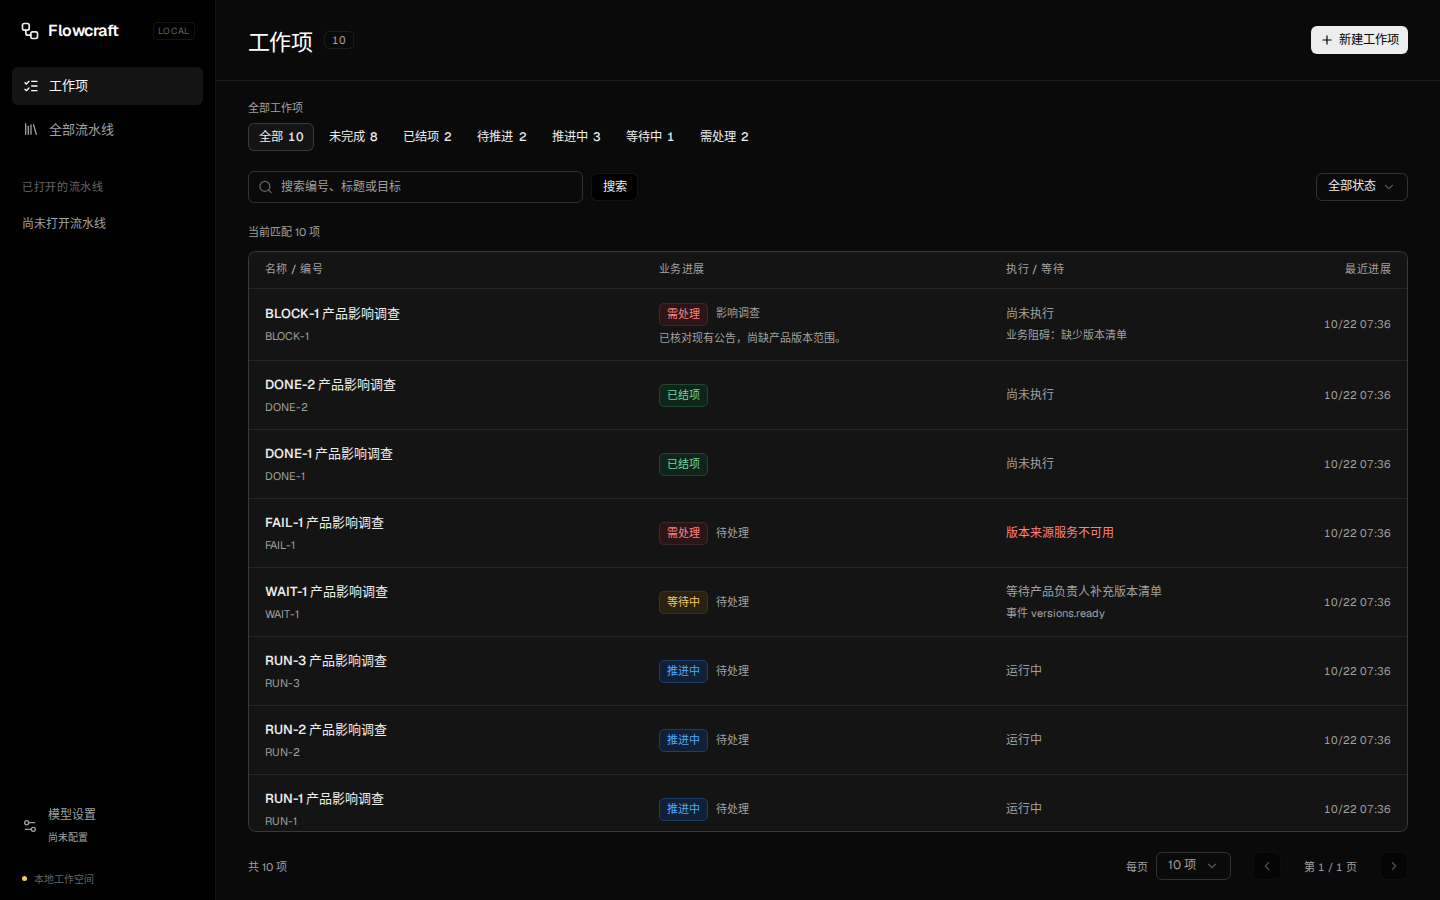 Flowcraft LOCAL
工作项
全部流水线
已打开的流水线
尚未打开流水线
模型设置
尚未配置
本地工作空间
工作项 10
新建工作项
全部工作项
全部 10 未完成 8 已结项 2 待推进 2 推进中 3 等待中 1 需处理 2
搜索编号、标题或目标 搜索 全部状态
当前匹配 10 项
名称 / 编号 业务进展 执行 / 等待 最近进展
BLOCK-1 产品影响调查 需处理 影响调查 尚未执行 10/22 07:36
BLOCK-1 已核对现有公告，尚缺产品版本范围。 业务阻碍：缺少版本清单
DONE-2 产品影响调查 已结项 尚未执行 10/22 07:36
DONE-2
DONE-1 产品影响调查 已结项 尚未执行 10/22 07:36
DONE-1
FAIL-1 产品影响调查 需处理 待处理 版本来源服务不可用 10/22 07:36
FAIL-1
WAIT-1 产品影响调查 等待中 待处理 等待产品负责人补充版本清单 10/22 07:36
WAIT-1 事件 versions.ready
RUN-3 产品影响调查 推进中 待处理 运行中 10/22 07:36
RUN-3
RUN-2 产品影响调查 推进中 待处理 运行中 10/22 07:36
RUN-2
RUN-1 产品影响调查 推进中 待处理 运行中 10/22 07:36
RUN-1
共 10 项 每页 10 项 第 1 / 1 页